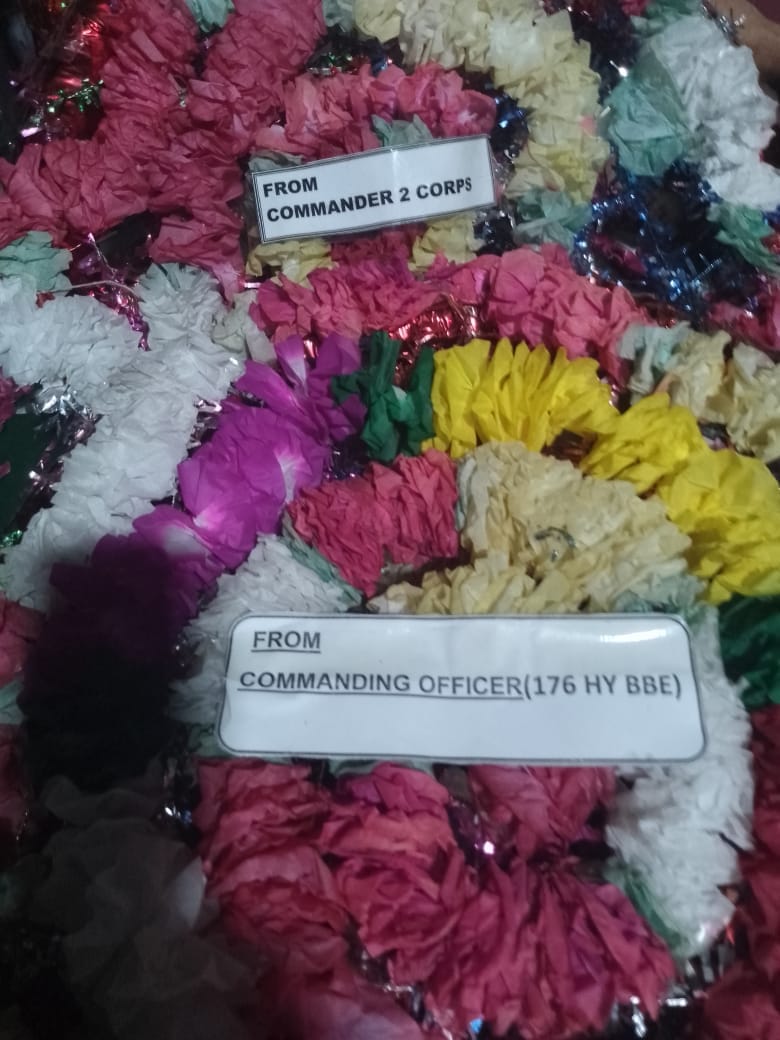 FROM
COMMANDER 2 CORPS
FROM
COMMANDING OFFICER(176 HY BBE)